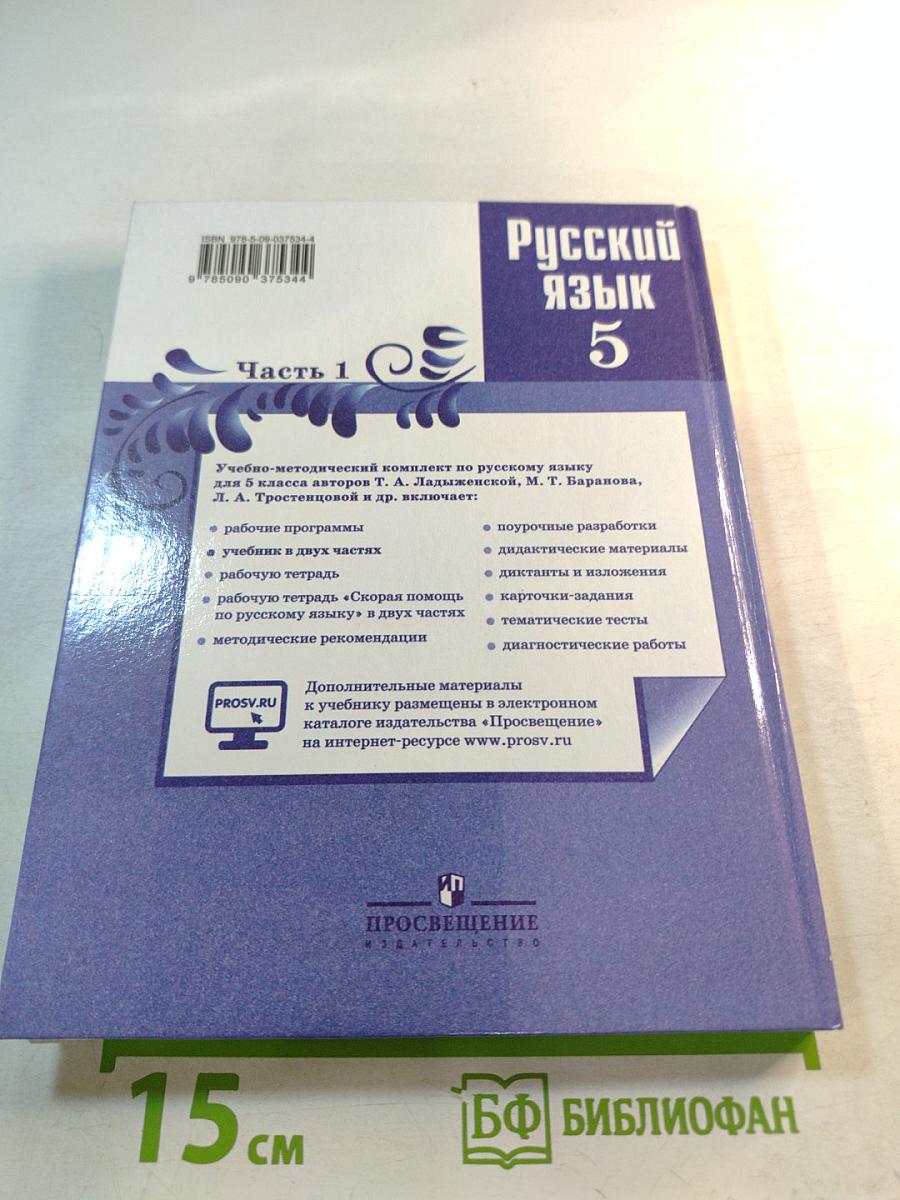 ISBN 978-5-09-037534-4
9 785090 375344
Русский
язык
5
Часть 1
Учебно-методический комплект по русскому языку
для 5 класса авторов Т. А. Ладыженской, М. Т. Баранова,
Л. А. Тростенцовой и др. включает:
• рабочие программы
• учебник в двух частях
• рабочую тетрадь
• рабочую тетрадь «Скорая помощь
по русскому языку» в двух частях
• методические рекомендации
• поурочные разработки
• дидактические материалы
• диктанты и изложения
• карточки-задания
• тематические тесты
• диагностические работы
PROSV.RU
Дополнительные материалы
к учебнику размещены в электронном
каталоге издательства «Просвещение»
на интернет-ресурсе www.prosv.ru
ИП
ПРОСВЕЩЕНИЕ
ИЗДАТЕЛЬСТВО
15 см
БФ БИБЛИОФАН